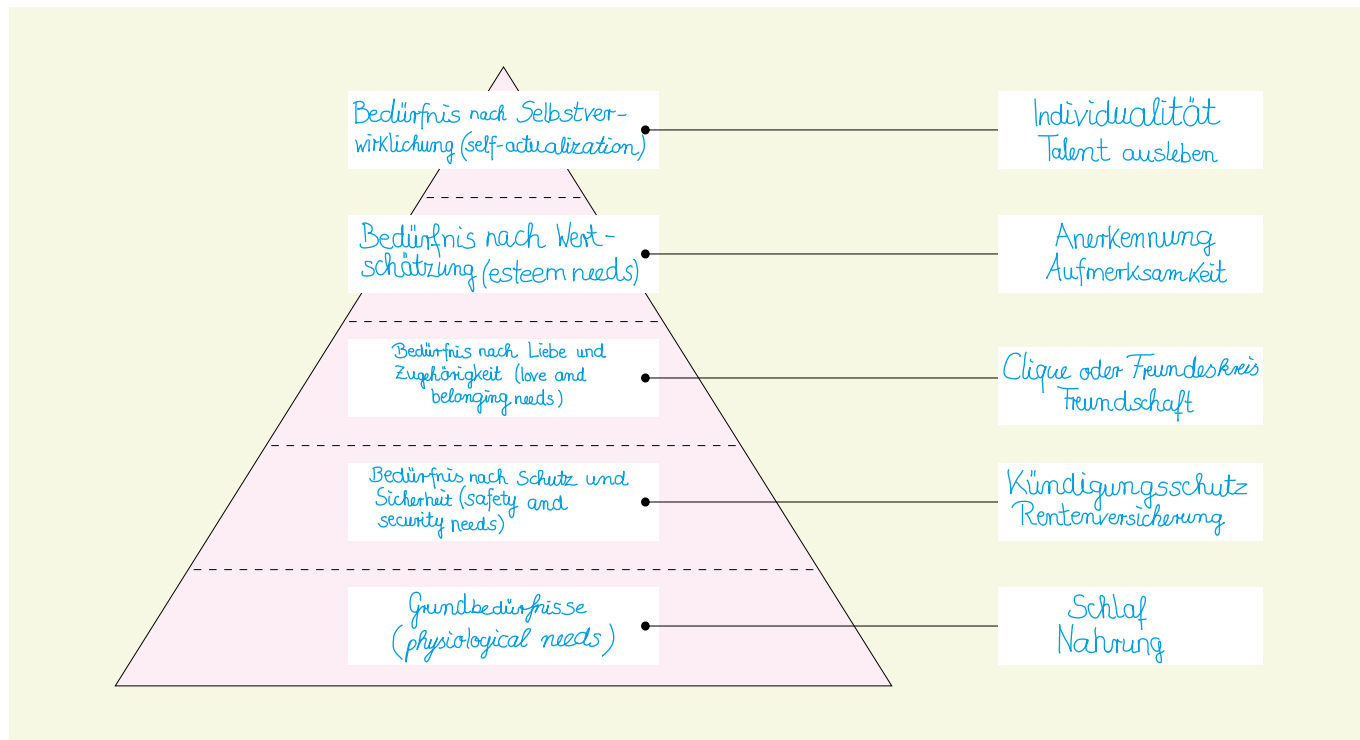 Bedürfnis nach Selbstver-
wirklichung (self-actualization)
Individualität
Talent ausleben
Bedürfnis nach Wert-
schätzung (esteem needs)
Anerkennung
Aufmerksamkeit
Bedürfnis nach Liebe und
Zugehörigkeit (love and
belonging needs)
Clique oder Freundeskreis
Freundschaft
Bedürfnis nach Schutz und
Sicherheit (safety and
security needs)
Kündigungsschutz
Rentenversicherung
Grundbedürfnisse
(physiological needs)
Schlaf
Nahrung